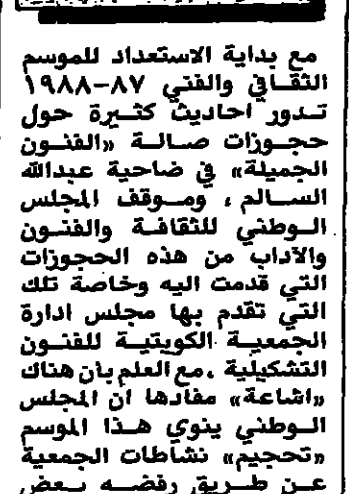 مع بداية الاستعداد للموسم
الثقافي والفني ٨٧-١٩٨٨
تدور احاديث كثيرة حول
حجوزات صالة «الفنون
الجميلة» في ضاحية عبدالله
السالم ، وموقف المجلس
الوطني للثقافة والفنون
والآداب من هذه الحجوزات
التي قدمت اليه وخاصة تلك
التي تقدم بها مجلس ادارة
الجمعية الكويتية للفنون
التشكيلية ،مع العلم بأن هناك
«اشاعة» مفادها ان المجلس
الوطني ينوي هذا الموسم
«تحجيم» نشاطات الجمعية
عن طريق رفضه بعض